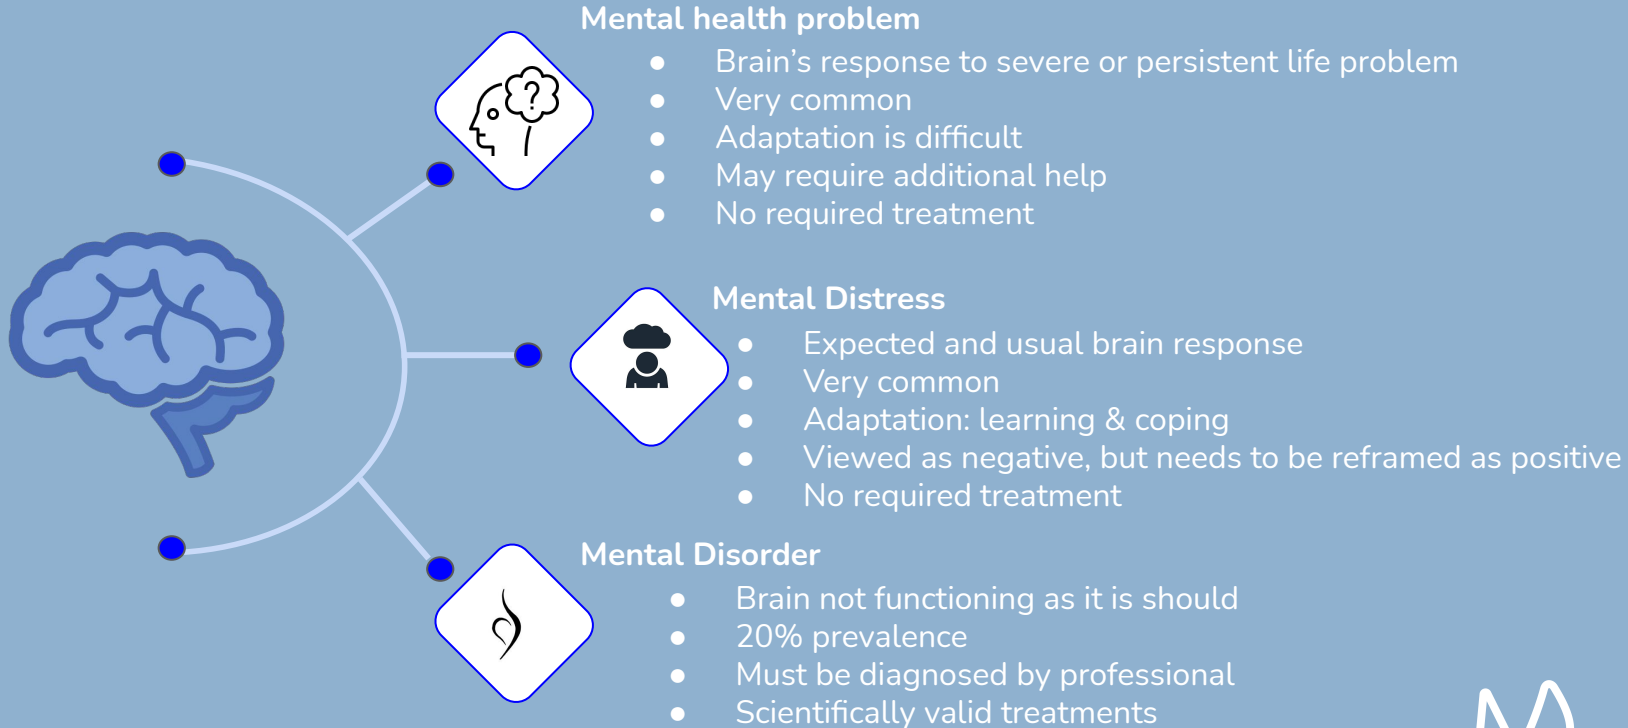 Mental health problem
● Brain’s response to severe or persistent life problem
● Very common
● Adaptation is difficult
● May require additional help
● No required treatment
Mental Distress
● Expected and usual brain response
● Very common
● Adaptation: learning & coping
● Viewed as negative, but needs to be reframed as positive
● No required treatment
Mental Disorder
● Brain not functioning as it is should
● 20% prevalence
● Must be diagnosed by professional
● Scientifically valid treatments
?